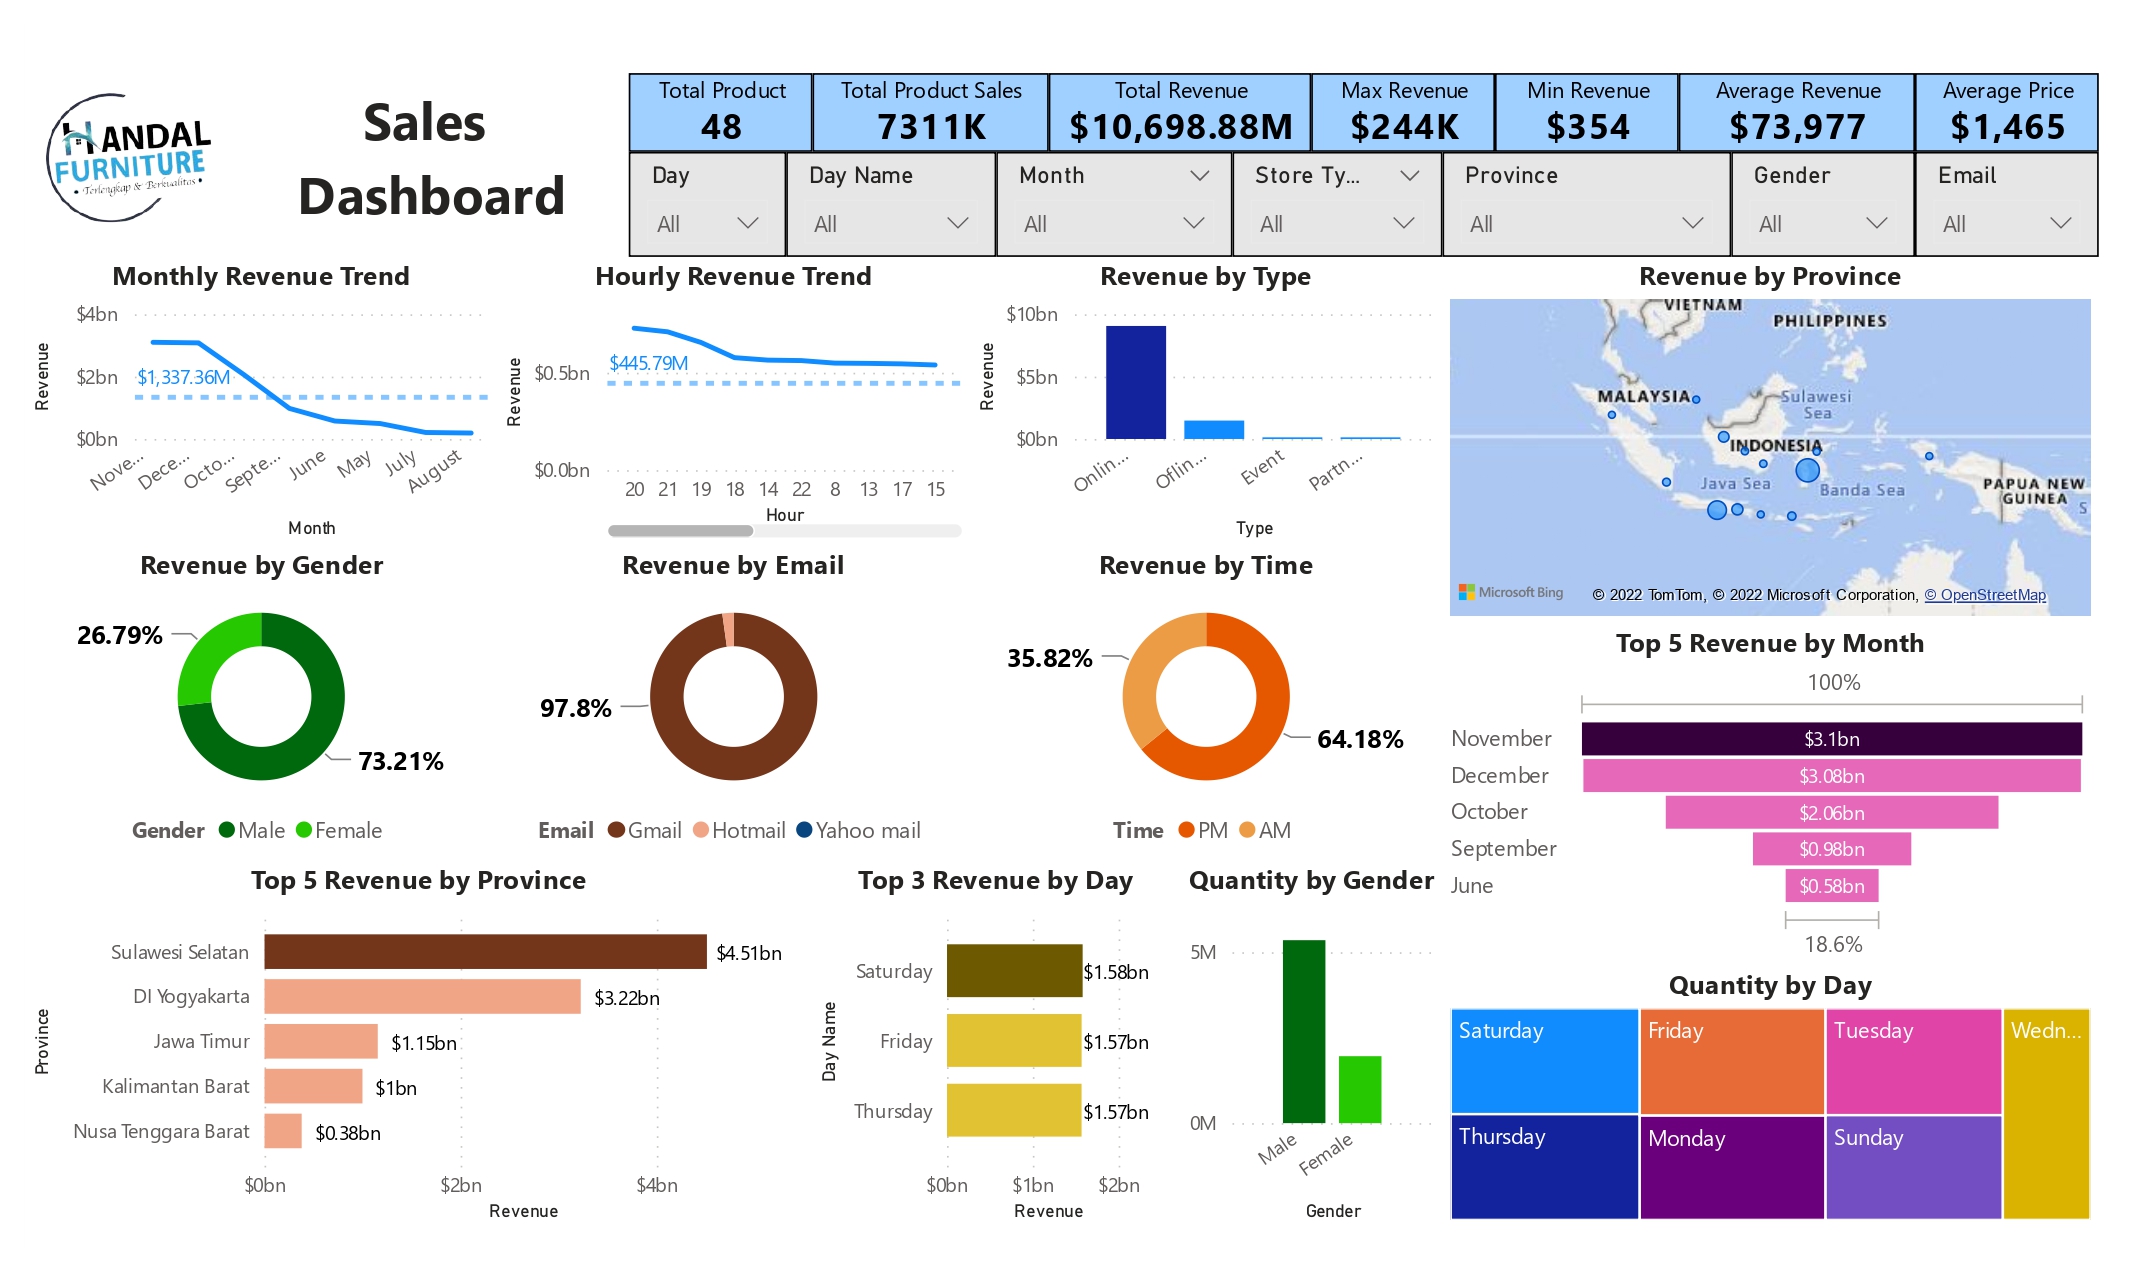 HANDAL
FURNITURE
• Terlengkap & Berkualitas •
Sales
Dashboard
Total Product
48
Total Product Sales
7311K
Total Revenue
$10,698.88M
Max Revenue
$244K
Min Revenue
$354
Average Revenue
$73,977
Average Price
$1,465
Day
All
Day Name
All
Month
All
Store Ty...
All
Province
All
Gender
All
Email
All
Monthly Revenue Trend
Revenue
$4bn
$2bn
$0bn
$1,337.36M
Nove...
Dece...
Octo...
Septe...
June
May
July
August
Month
Hourly Revenue Trend
Revenue
$0.5bn
$0.0bn
$445.79M
20 21 19 18 14 22 8 13 17 15
Hour
Revenue by Type
Revenue
$10bn
$5bn
$0bn
Onlin...
Oflin...
Event
Partn...
Type
Revenue by Province
VIETNAM
PHILIPPINES
MALAYSIA
Sulawesi
Sea
INDONESIA
Java Sea
Banda Sea
PAPUA NEW
GUINEA
S
Microsoft Bing
© 2022 TomTom, © 2022 Microsoft Corporation, © OpenStreetMap
Revenue by Gender
26.79%
73.21%
Gender Male Female
Revenue by Email
97.8%
Email Gmail Hotmail Yahoo mail
Revenue by Time
35.82%
64.18%
Time PM AM
Top 5 Revenue by Month
100%
November $3.1bn
December $3.08bn
October $2.06bn
September $0.98bn
June $0.58bn
18.6%
Top 5 Revenue by Province
Province
Sulawesi Selatan $4.51bn
DI Yogyakarta $3.22bn
Jawa Timur $1.15bn
Kalimantan Barat $1bn
Nusa Tenggara Barat $0.38bn
$0bn $2bn $4bn
Revenue
Top 3 Revenue by Day
Day Name
Saturday $1.58bn
Friday $1.57bn
Thursday $1.57bn
$0bn $1bn $2bn
Revenue
Quantity by Gender
5M
0M
Male
Female
Gender
Quantity by Day
Saturday
Friday
Tuesday
Wedn...
Thursday
Monday
Sunday